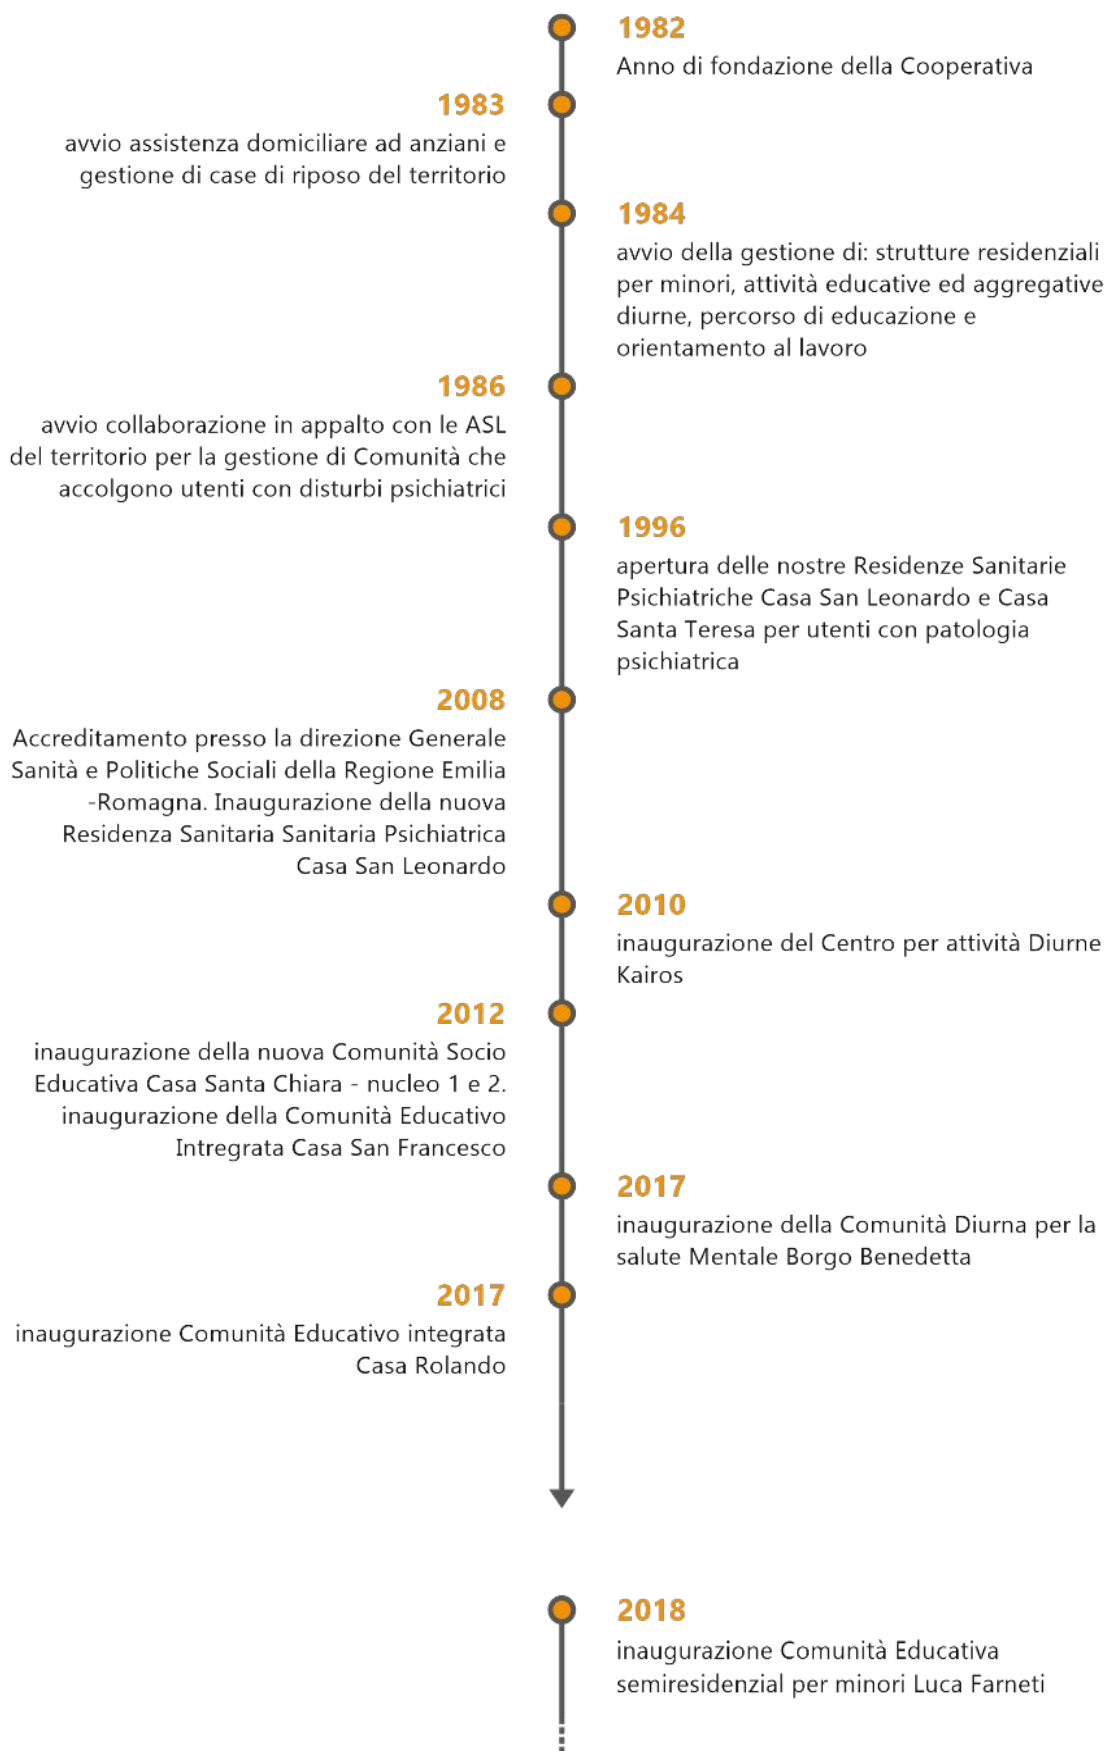 1982
Anno di fondazione della Cooperativa
1983
avvio assistenza domiciliare ad anziani e
gestione di case di riposo del territorio
1984
avvio della gestione di: strutture residenziali
per minori, attività educative ed aggregative
diurne, percorso di educazione e
orientamento al lavoro
1986
avvio collaborazione in appalto con le ASL
del territorio per la gestione di Comunità che
accolgono utenti con disturbi psichiatrici
1996
apertura delle nostre Residenze Sanitarie
Psichiatriche Casa San Leonardo e Casa
Santa Teresa per utenti con patologia
psichiatrica
2008
Accreditamento presso la direzione Generale
Sanità e Politiche Sociali della Regione Emilia
-Romagna. Inaugurazione della nuova
Residenza Sanitaria Sanitaria Psichiatrica
Casa San Leonardo
2010
inaugurazione del Centro per attività Diurne
Kairos
2012
inaugurazione della nuova Comunità Socio
Educativa Casa Santa Chiara - nucleo 1 e 2.
inaugurazione della Comunità Educativo
Intregrata Casa San Francesco
2017
inaugurazione della Comunità Diurna per la
salute Mentale Borgo Benedetta
2017
inaugurazione Comunità Educativo integrata
Casa Rolando
2018
inaugurazione Comunità Educativa
semiresidenzial per minori Luca Farneti